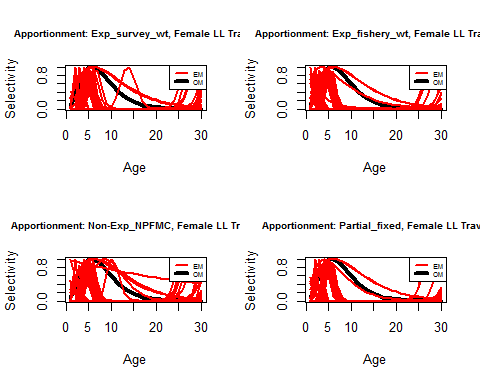 Apportionment: Exp_survey_wt, Female LL Tra
Selectivity
0.0 0.8
EM
OM
0 5 10 20 30
Age
Apportionment: Exp_fishery_wt, Female LL Tra
Selectivity
0.0 0.8
EM
OM
0 5 10 20 30
Age
Apportionment: Non-Exp_NPFMC, Female LL Tr
Selectivity
0.0 0.8
EM
OM
0 5 10 20 30
Age
Apportionment: Partial_fixed, Female LL Trav
Selectivity
0.0 0.8
EM
OM
0 5 10 20 30
Age